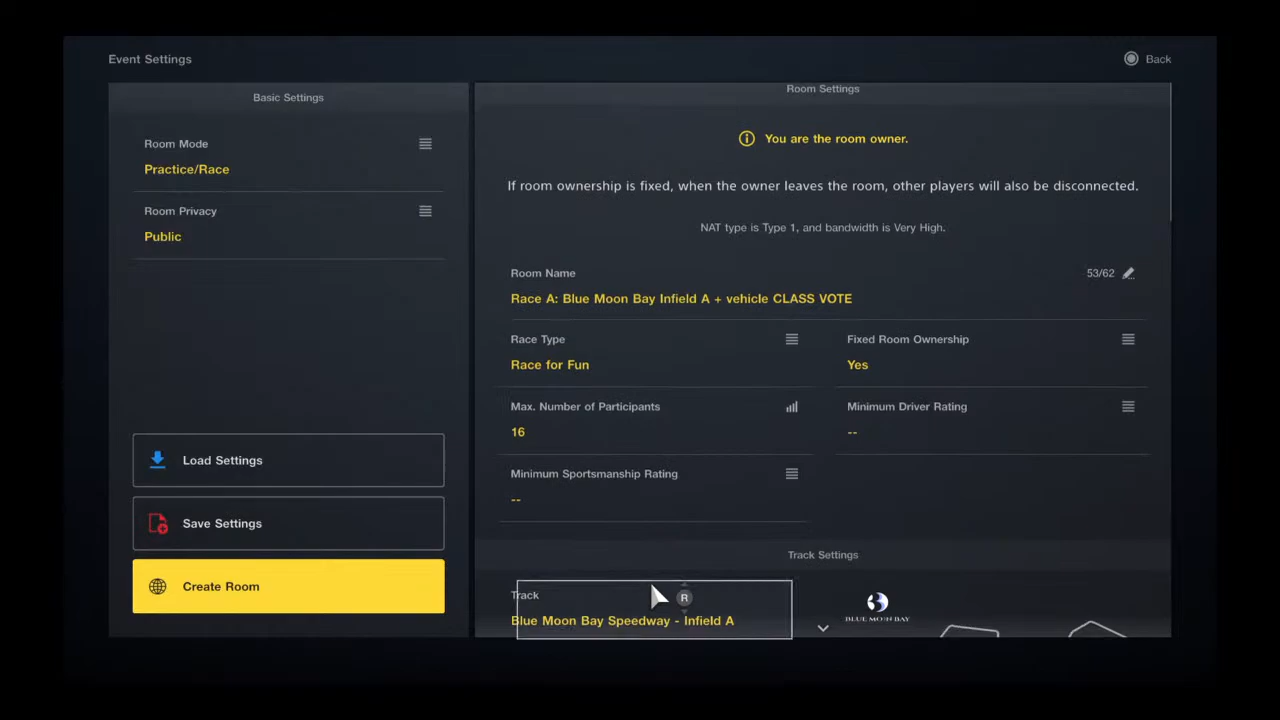 Event Settings
Back
Basic Settings
Room Mode
Practice/Race
Room Privacy
Public
Load Settings
Save Settings
Create Room
Room Settings
You are the room owner.
If room ownership is fixed, when the owner leaves the room, other players will also be disconnected.
NAT type is Type 1, and bandwidth is Very High.
Room Name
53/62
Race A: Blue Moon Bay Infield A + vehicle CLASS VOTE
Race Type
Race for Fun
Fixed Room Ownership
Yes
Max. Number of Participants
16
Minimum Driver Rating
--
Minimum Sportsmanship Rating
--
Track Settings
Track
R
Blue Moon Bay Speedway - Infield A
BLUE MOON BAY